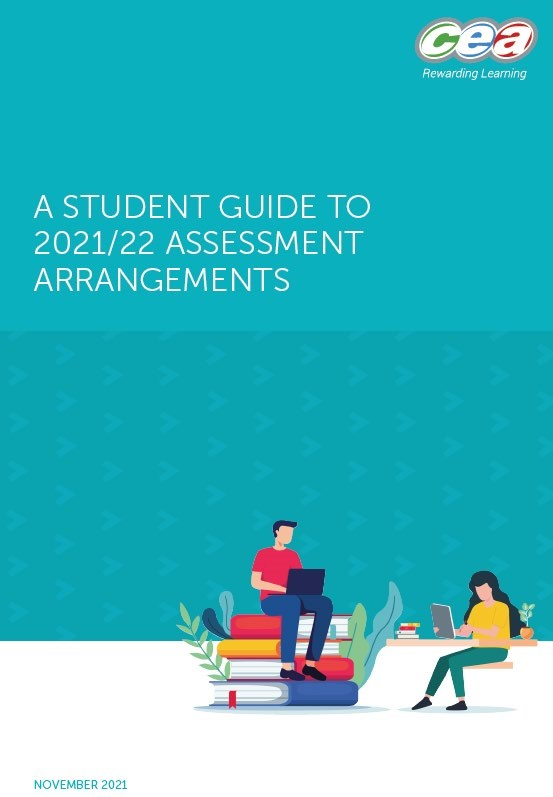 cea
Rewarding Learning
A STUDENT GUIDE TO
2021/22 ASSESSMENT
ARRANGEMENTS
NOVEMBER 2021